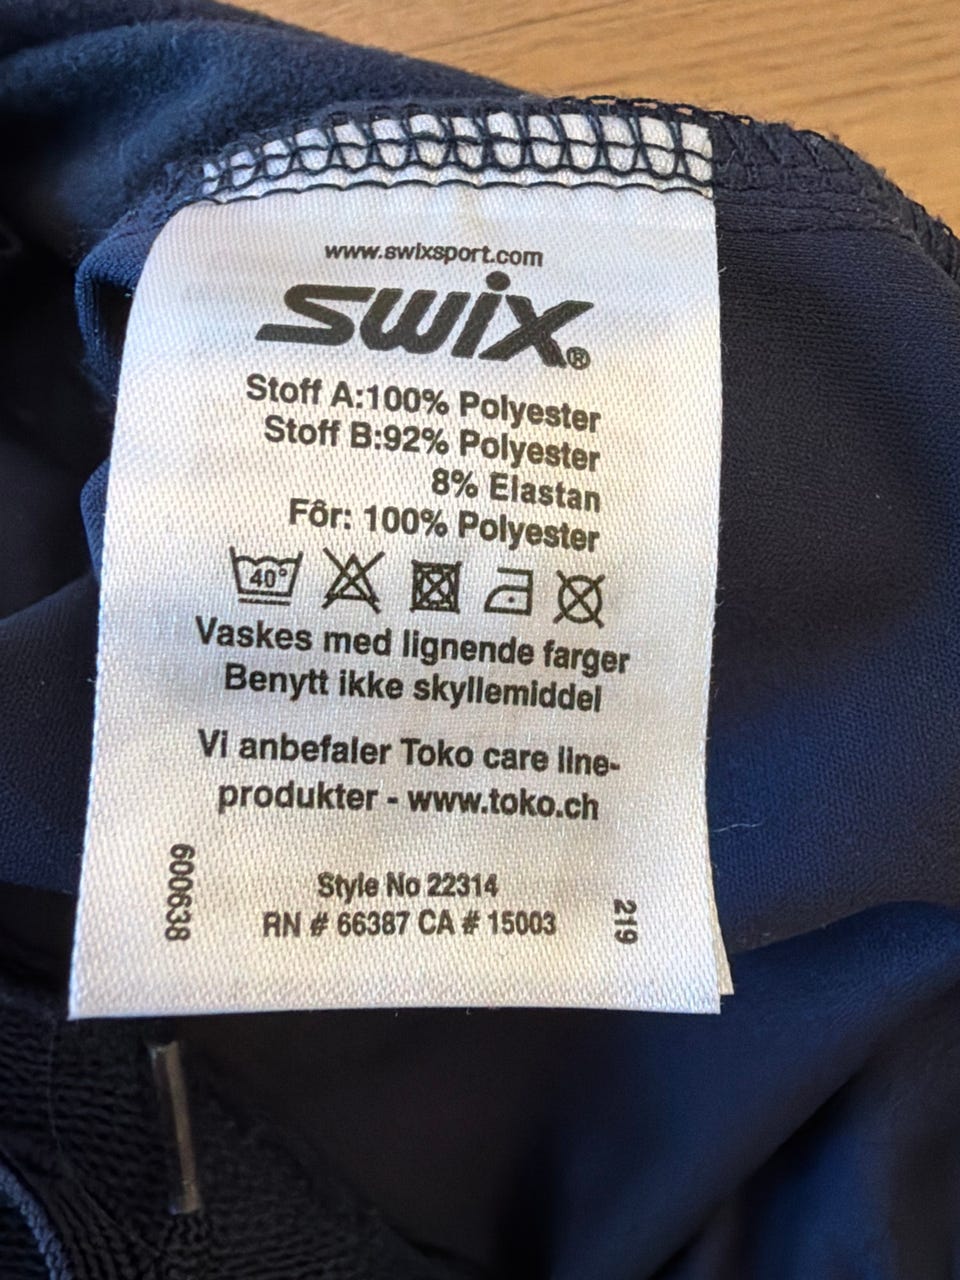 www.swixsport.com
swix®
Stoff A:100% Polyester
Stoff B:92% Polyester
8% Elastan
Fôr: 100% Polyester
40°
Vaskes med lignende farger
Benytt ikke skyllemiddel
Vi anbefaler Toko care line-
produkter - www.toko.ch
600638
Style No 22314
RN # 66387 CA # 15003
219